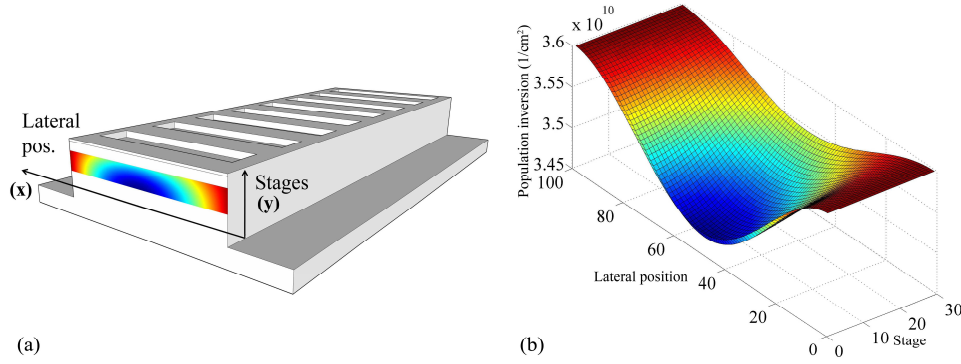 Lateral
pos.
(x)
Stages
(y)
(a)
x 10
10
Population inversion (1/cm²)
3.6
3.55
3.5
3.45
100
80
60
40
20
0
Lateral position
0
10
20
30
Stage
(b)